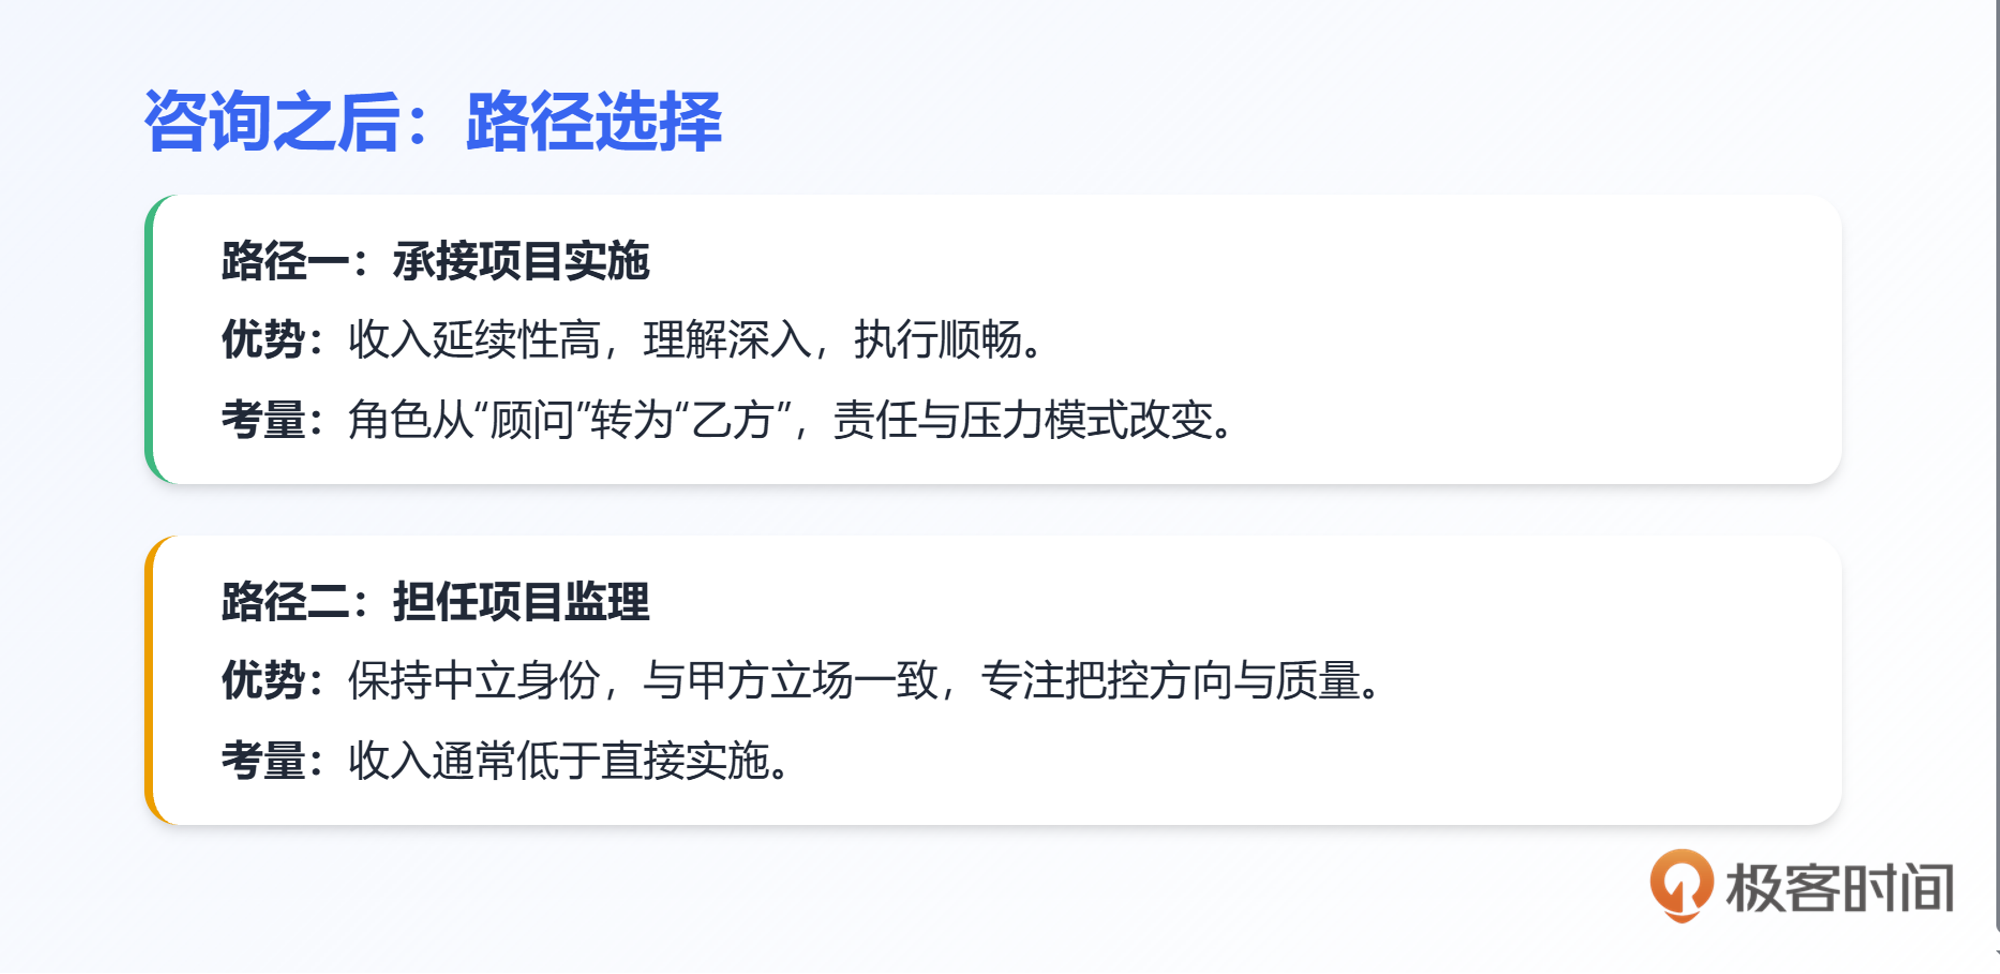 咨询之后：路径选择
路径一：承接项目实施
优势：收入延续性高，理解深入，执行顺畅。
考量：角色从“顾问”转为“乙方”，责任与压力模式改变。
路径二：担任项目监理
优势：保持中立身份，与甲方立场一致，专注把控方向与质量。
考量：收入通常低于直接实施。
极客时间